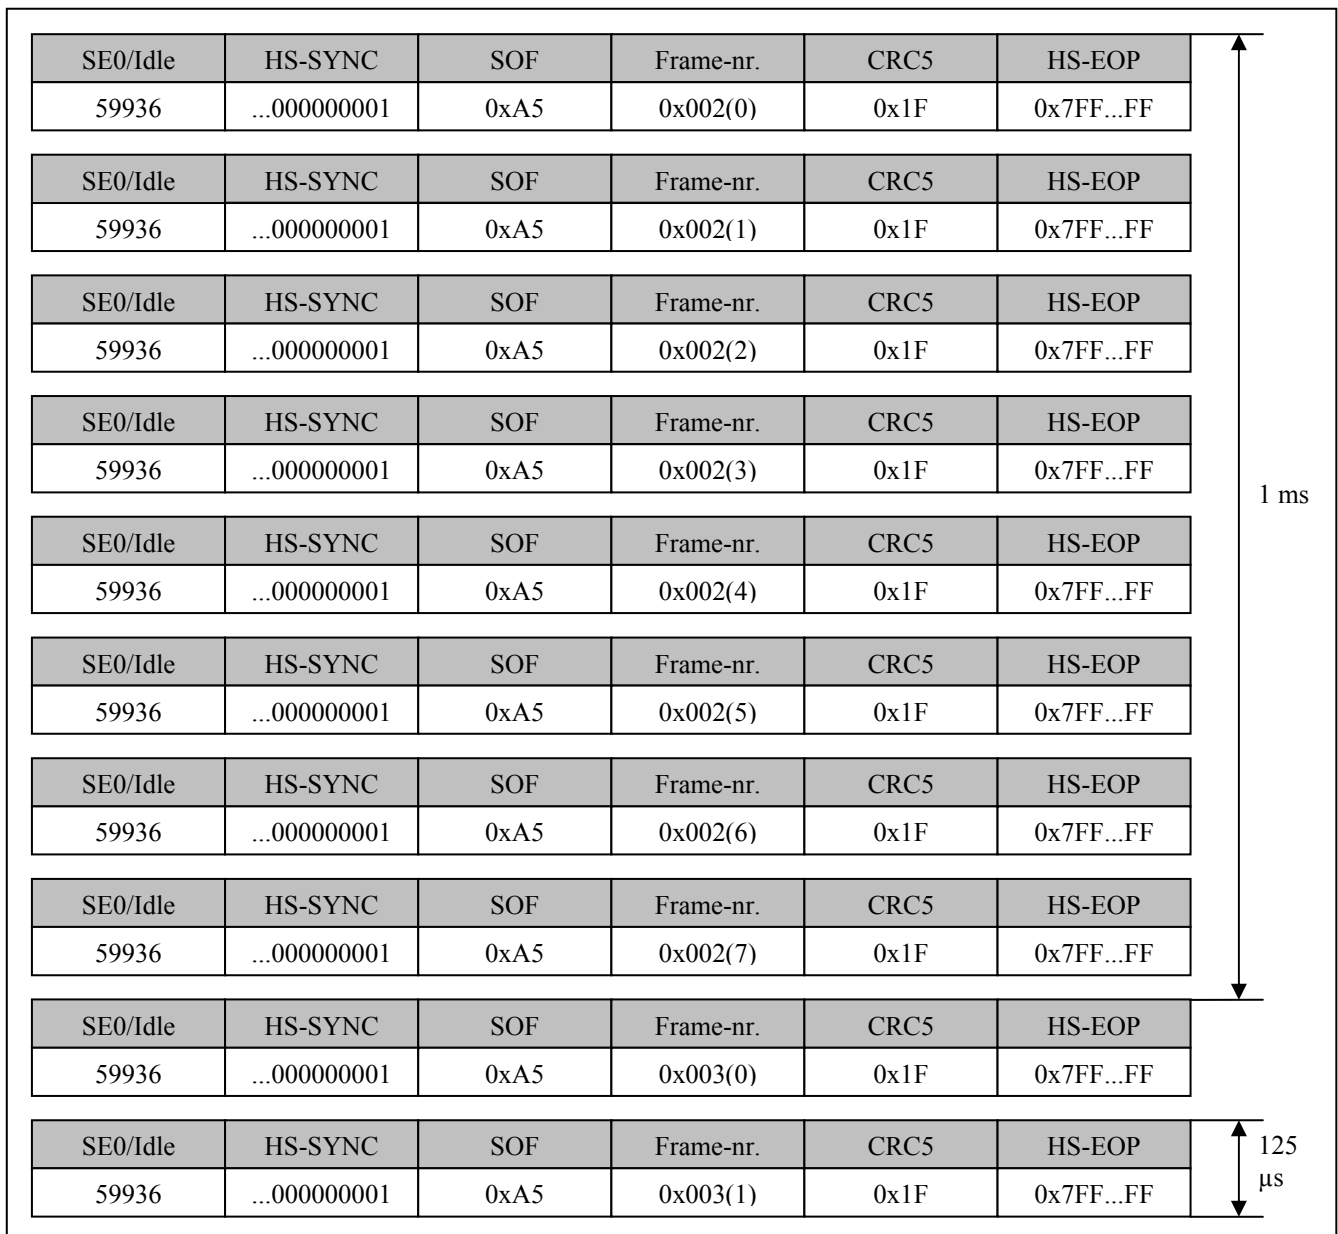 SE0/Idle HS-SYNC SOF Frame-nr. CRC5 HS-EOP
59936 ...000000001 0xA5 0x002(0) 0x1F 0x7FF...FF
SE0/Idle HS-SYNC SOF Frame-nr. CRC5 HS-EOP
59936 ...000000001 0xA5 0x002(1) 0x1F 0x7FF...FF
SE0/Idle HS-SYNC SOF Frame-nr. CRC5 HS-EOP
59936 ...000000001 0xA5 0x002(2) 0x1F 0x7FF...FF
SE0/Idle HS-SYNC SOF Frame-nr. CRC5 HS-EOP
59936 ...000000001 0xA5 0x002(3) 0x1F 0x7FF...FF
1 ms
SE0/Idle HS-SYNC SOF Frame-nr. CRC5 HS-EOP
59936 ...000000001 0xA5 0x002(4) 0x1F 0x7FF...FF
SE0/Idle HS-SYNC SOF Frame-nr. CRC5 HS-EOP
59936 ...000000001 0xA5 0x002(5) 0x1F 0x7FF...FF
SE0/Idle HS-SYNC SOF Frame-nr. CRC5 HS-EOP
59936 ...000000001 0xA5 0x002(6) 0x1F 0x7FF...FF
SE0/Idle HS-SYNC SOF Frame-nr. CRC5 HS-EOP
59936 ...000000001 0xA5 0x002(7) 0x1F 0x7FF...FF
SE0/Idle HS-SYNC SOF Frame-nr. CRC5 HS-EOP
59936 ...000000001 0xA5 0x003(0) 0x1F 0x7FF...FF
SE0/Idle HS-SYNC SOF Frame-nr. CRC5 HS-EOP
59936 ...000000001 0xA5 0x003(1) 0x1F 0x7FF...FF
125
µs